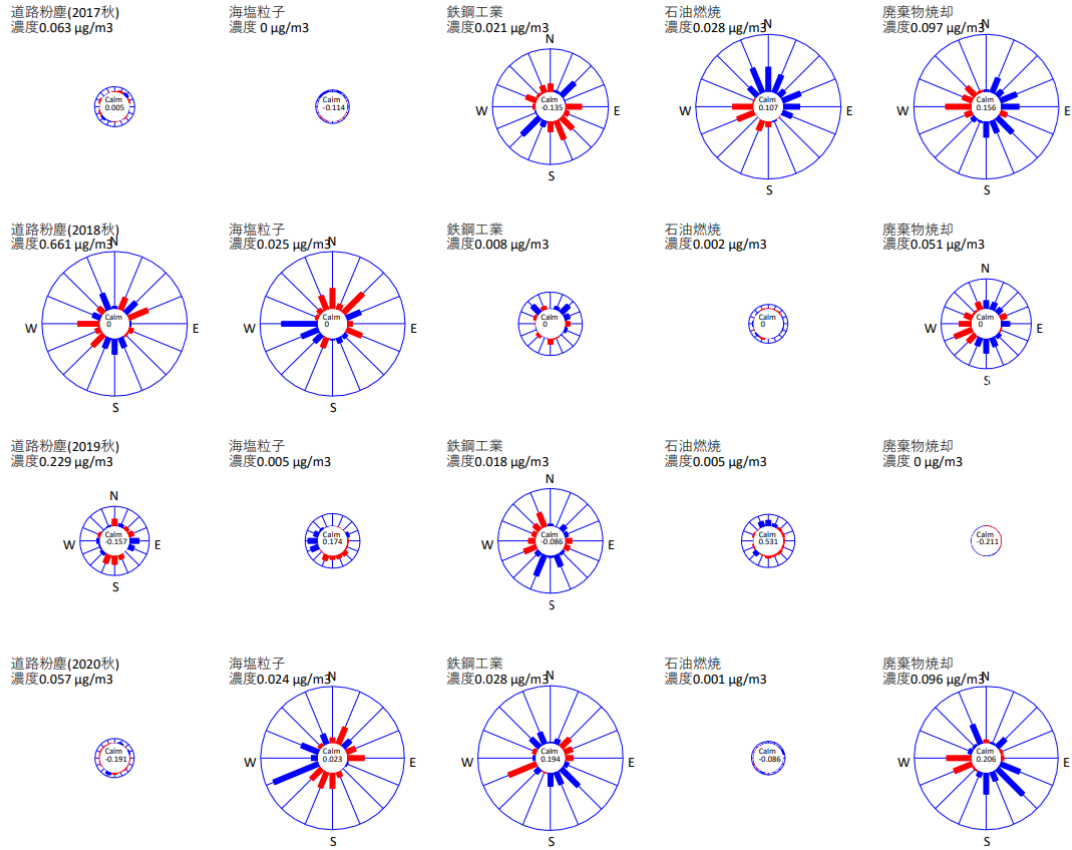 道路粉塵(2017秋)
濃度0.063 µg/m3
Calm
0.005
海塩粒子
濃度 0 µg/m3
Calm
-0.114
鉄鋼工業
濃度0.021 µg/m3
N
W
Calm
-0.135
E
S
石油燃焼
濃度0.028 µg/m3
N
W
Calm
0.107
E
S
廃棄物焼却
濃度0.097 µg/m3
N
W
Calm
0.156
E
S
道路粉塵(2018秋)
濃度0.661 µg/m3
N
W
Calm
0
E
S
海塩粒子
濃度0.025 µg/m3
N
W
Calm
0
E
S
鉄鋼工業
濃度0.008 µg/m3
Calm
0
石油燃焼
濃度0.002 µg/m3
Calm
0
廃棄物焼却
濃度0.051 µg/m3
N
W
Calm
0
E
S
道路粉塵(2019秋)
濃度0.229 µg/m3
N
W
Calm
-0.157
E
S
海塩粒子
濃度0.005 µg/m3
Calm
0.174
鉄鋼工業
濃度0.018 µg/m3
N
W
Calm
-0.086
E
S
石油燃焼
濃度0.005 µg/m3
Calm
0.531
廃棄物焼却
濃度 0 µg/m3
Calm
-0.211
道路粉塵(2020秋)
濃度0.057 µg/m3
Calm
-0.191
海塩粒子
濃度0.024 µg/m3
N
W
Calm
0.023
E
S
鉄鋼工業
濃度0.028 µg/m3
N
W
Calm
0.194
E
S
石油燃焼
濃度0.001 µg/m3
Calm
-0.086
廃棄物焼却
濃度0.096 µg/m3
N
W
Calm
0.206
E
S